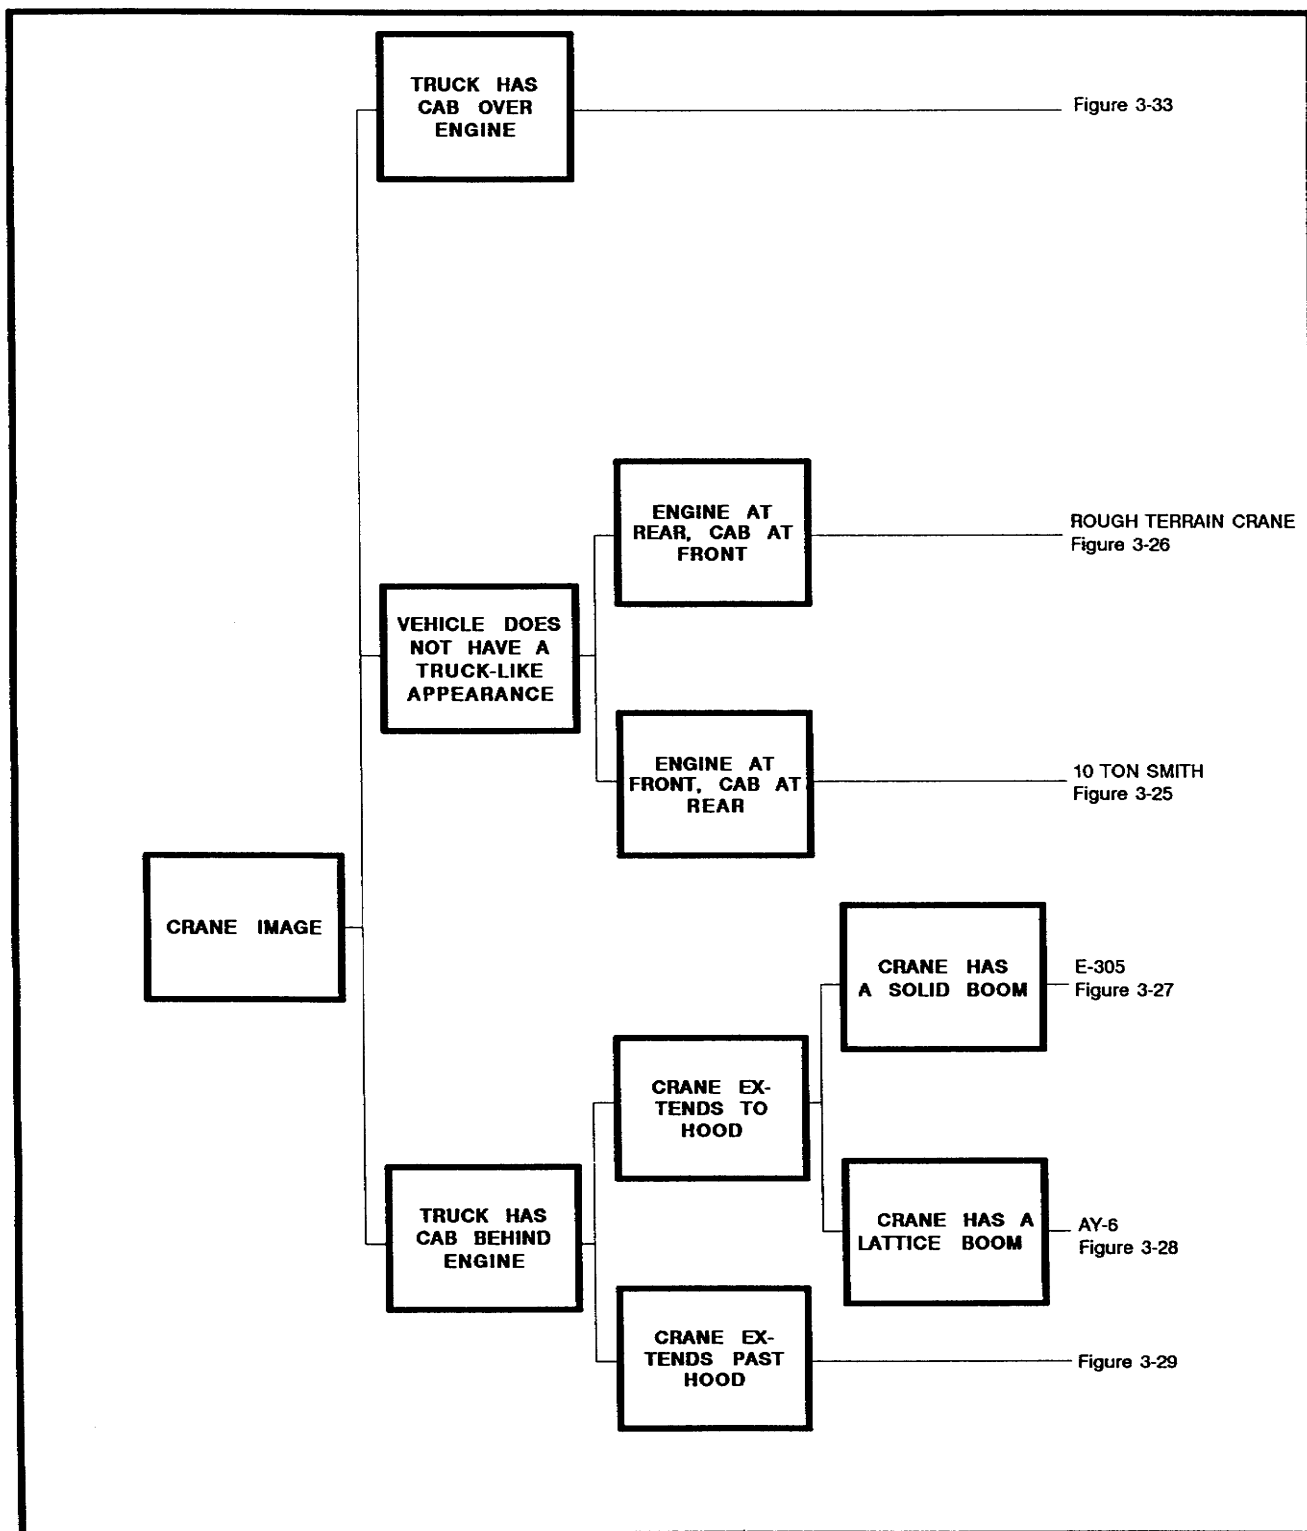 TRUCK HAS
CAB OVER
ENGINE
Figure 3-33
ENGINE AT
REAR, CAB AT
FRONT
ROUGH TERRAIN CRANE
Figure 3-26
VEHICLE DOES
NOT HAVE A
TRUCK-LIKE
APPEARANCE
ENGINE AT
FRONT, CAB AT
REAR
10 TON SMITH
Figure 3-25
CRANE IMAGE
CRANE HAS
A SOLID BOOM
E-305
Figure 3-27
CRANE EX-
TENDS TO
HOOD
TRUCK HAS
CAB BEHIND
ENGINE
CRANE HAS A
LATTICE BOOM
AY-6
Figure 3-28
CRANE EX-
TENDS PAST
HOOD
Figure 3-29